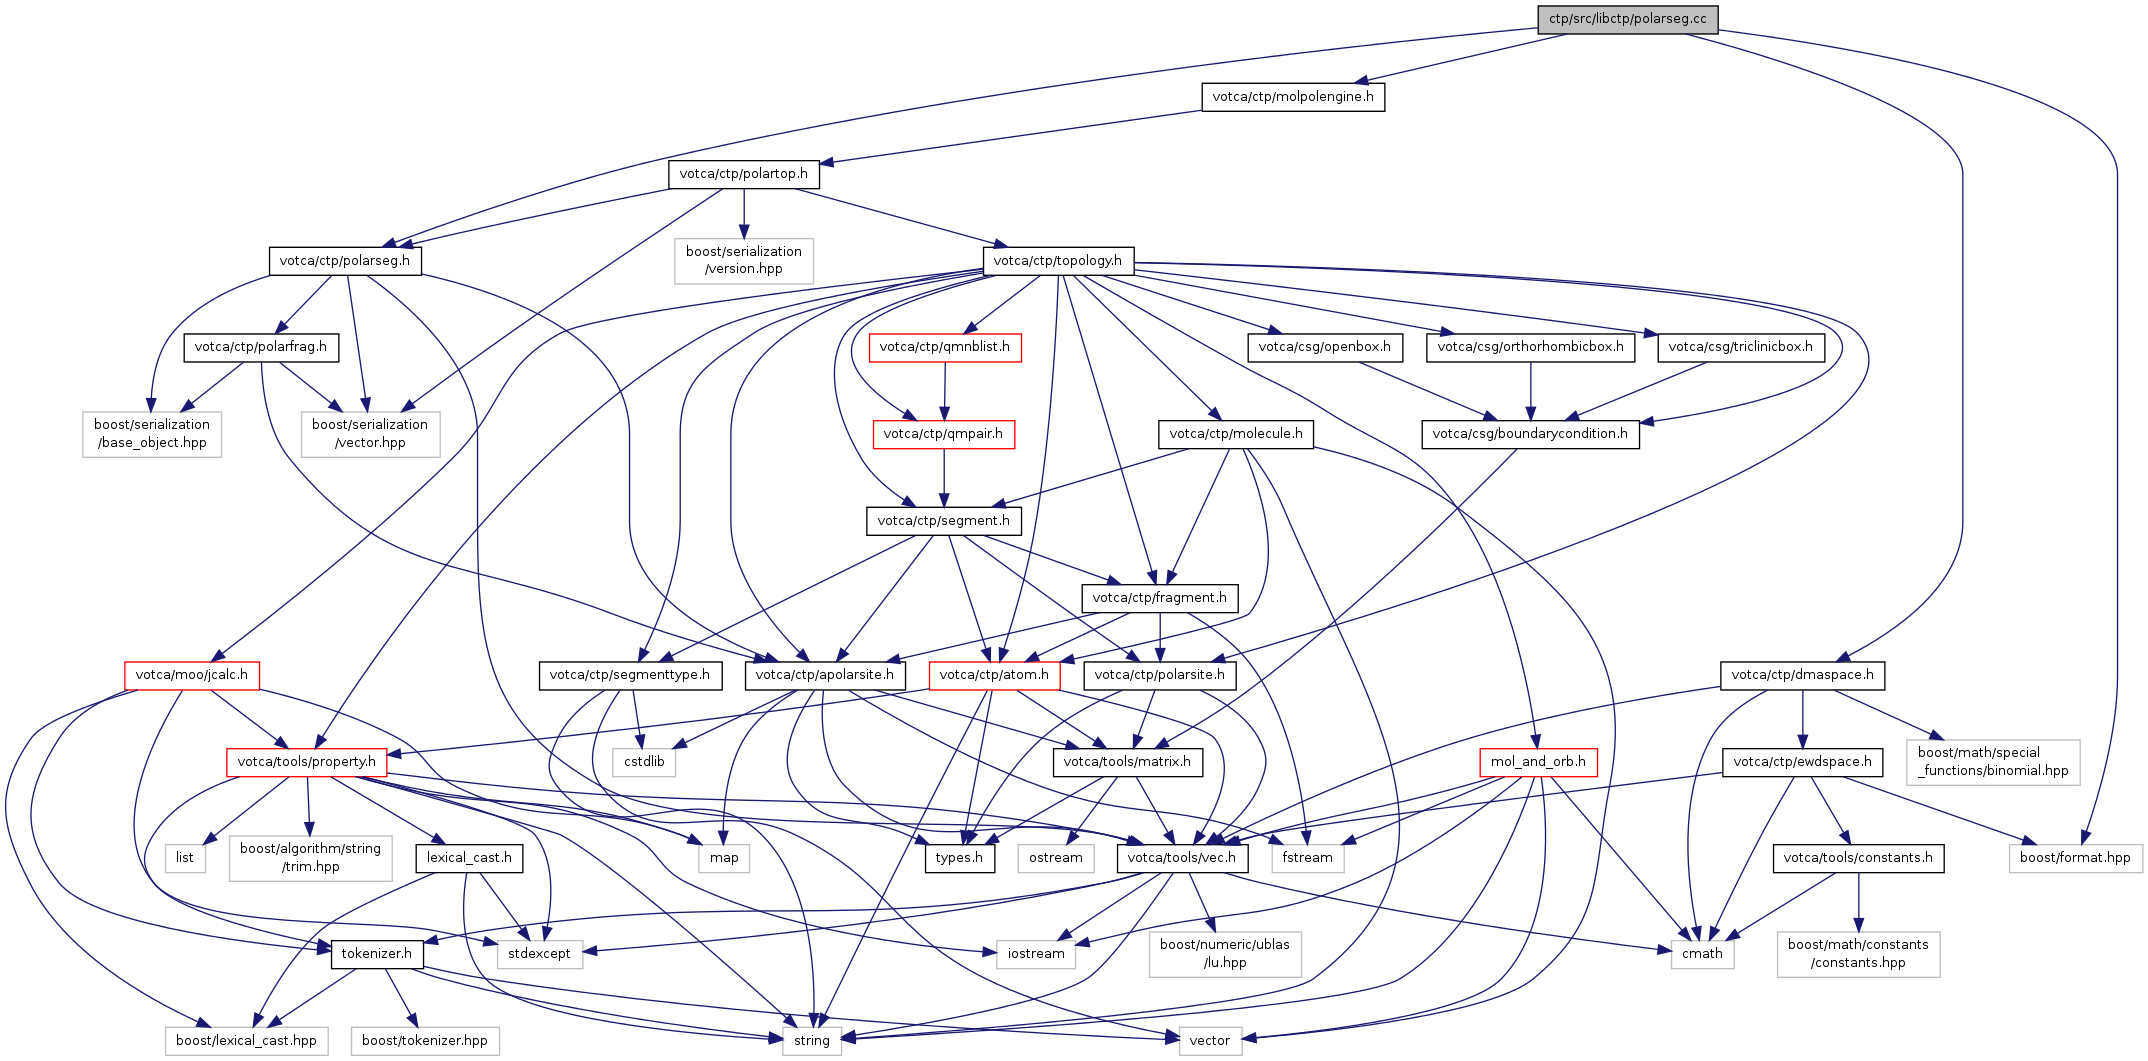 ctp/src/libctp/polarseg.cc
votca/ctp/molpolengine.h
votca/ctp/polartop.h
votca/ctp/polarseg.h
boost/serialization
/version.hpp
votca/ctp/topology.h
votca/ctp/polarfrag.h
votca/ctp/qmnblist.h
votca/csg/openbox.h
votca/csg/orthorhombicbox.h
votca/csg/triclinicbox.h
boost/serialization
/base_object.hpp
boost/serialization
/vector.hpp
votca/ctp/qmpair.h
votca/ctp/molecule.h
votca/csg/boundarycondition.h
votca/ctp/segment.h
votca/ctp/fragment.h
votca/moo/jcalc.h
votca/ctp/segmenttype.h
votca/ctp/apolarsite.h
votca/ctp/atom.h
votca/ctp/polarsite.h
votca/ctp/dmaspace.h
votca/tools/property.h
cstdlib
votca/tools/matrix.h
mol_and_orb.h
votca/ctp/ewdspace.h
boost/math/special
_functions/binomial.hpp
list
boost/algorithm/string
/trim.hpp
lexical_cast.h
map
types.h
ostream
votca/tools/vec.h
fstream
votca/tools/constants.h
boost/format.hpp
tokenizer.h
stdexcept
iostream
boost/numeric/ublas
/lu.hpp
cmath
boost/math/constants
/constants.hpp
boost/lexical_cast.hpp
boost/tokenizer.hpp
string
vector